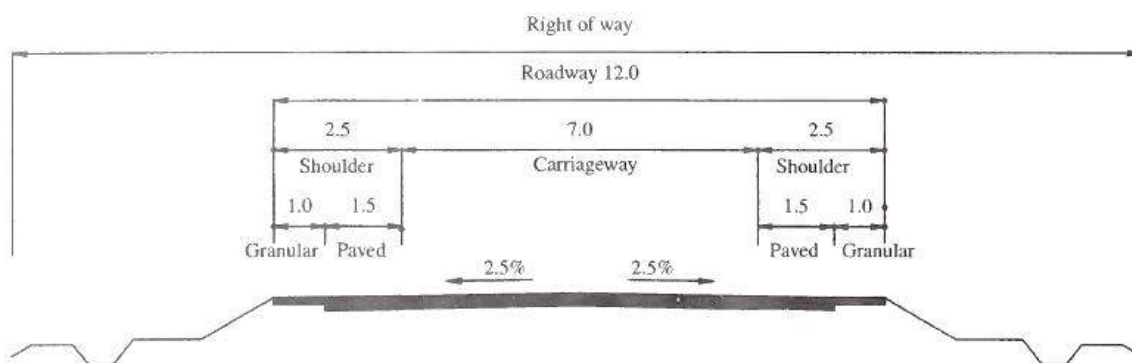 Right of way
Roadway 12.0
2.5 7.0 2.5
Shoulder Carriageway Shoulder
1.0 1.5 1.5 1.0
Granular Paved Paved Granular
2.5% 2.5%